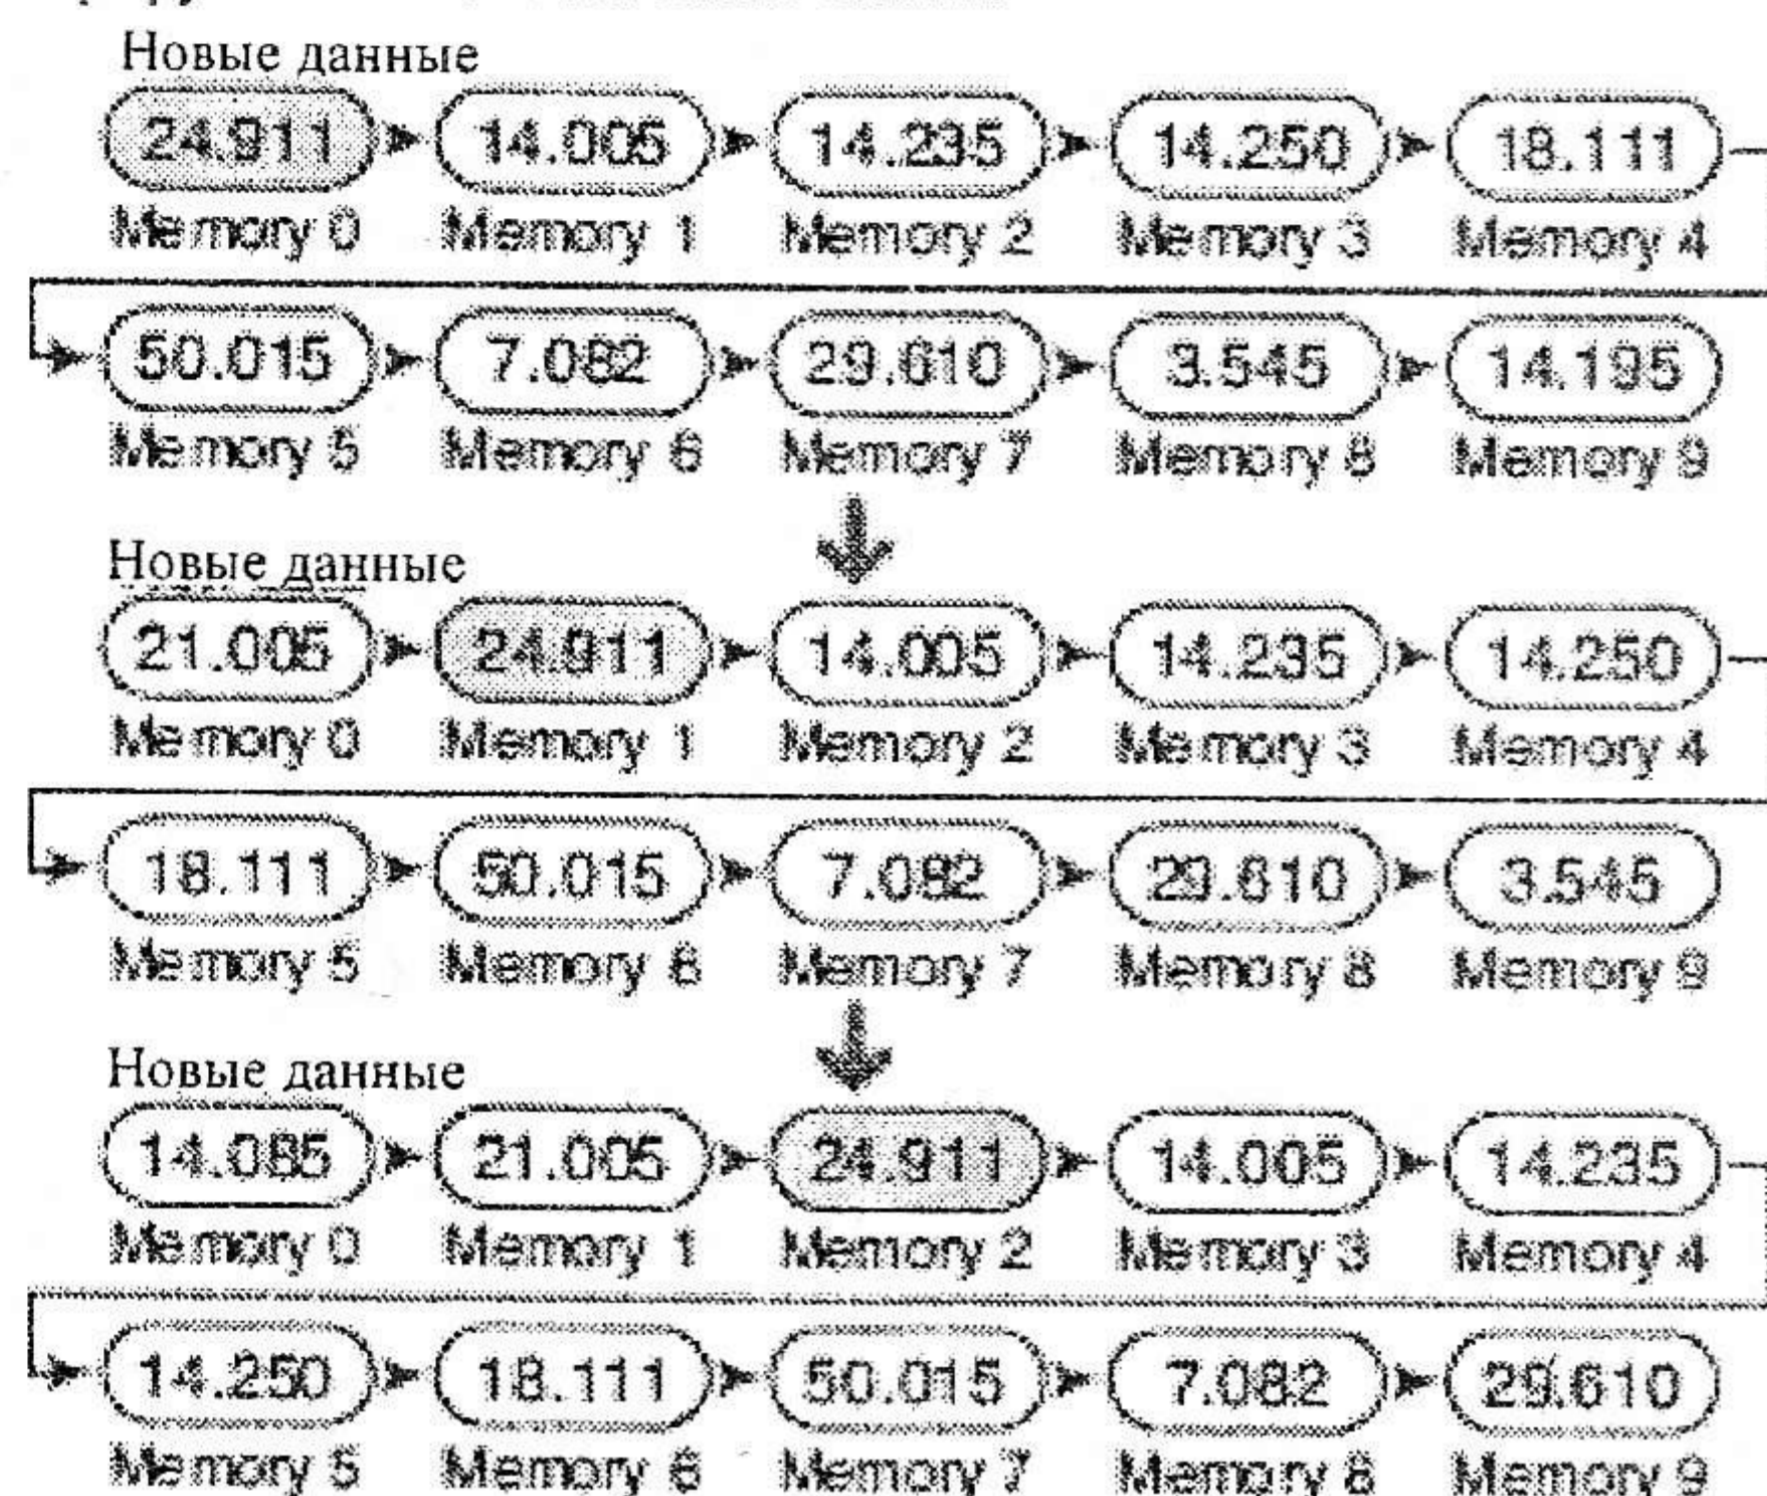 Новые данные
24.911 14.005 14.235 14.250 18.111
Memory 0 Memory 1 Memory 2 Memory 3 Memory 4
50.015 7.082 29.610 3.545 14.195
Memory 5 Memory 6 Memory 7 Memory 8 Memory 9
Новые данные
21.005 24.911 14.005 14.235 14.250
Memory 0 Memory 1 Memory 2 Memory 3 Memory 4
18.111 50.015 7.082 29.610 3.545
Memory 5 Memory 6 Memory 7 Memory 8 Memory 9
Новые данные
14.085 21.005 24.911 14.005 14.235
Memory 0 Memory 1 Memory 2 Memory 3 Memory 4
14.250 18.111 50.015 7.082 29.610
Memory 5 Memory 6 Memory 7 Memory 8 Memory 9